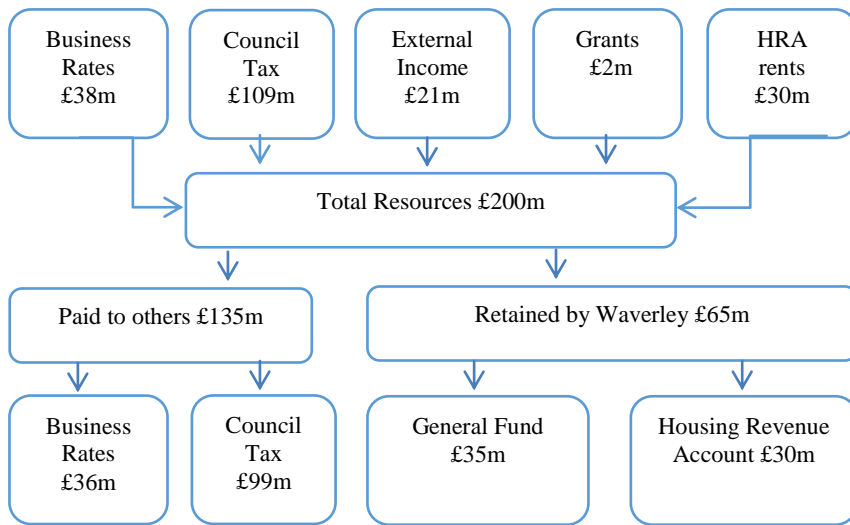 Business
Rates
£38m
Council
Tax
£109m
External
Income
£21m
Grants
£2m
HRA
rents
£30m
Total Resources £200m
Paid to others £135m
Retained by Waverley £65m
Business
Rates
£36m
Council
Tax
£99m
General Fund
£35m
Housing Revenue
Account £30m